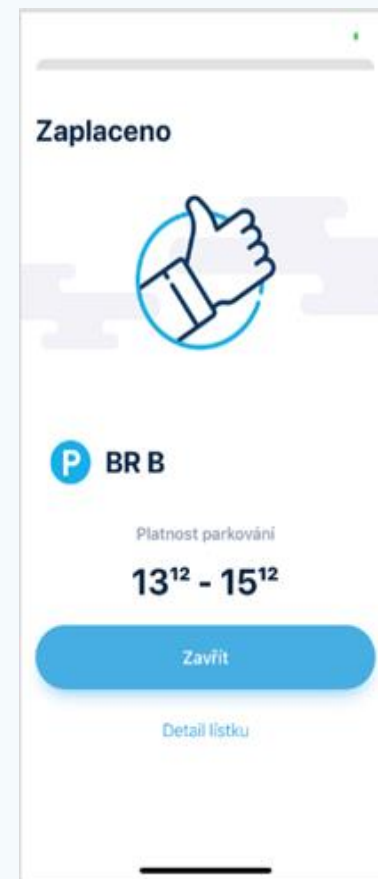 Zaplaceno
P BR B
Platnost parkování
13¹² - 15¹²
Zavřít
Detail lístku